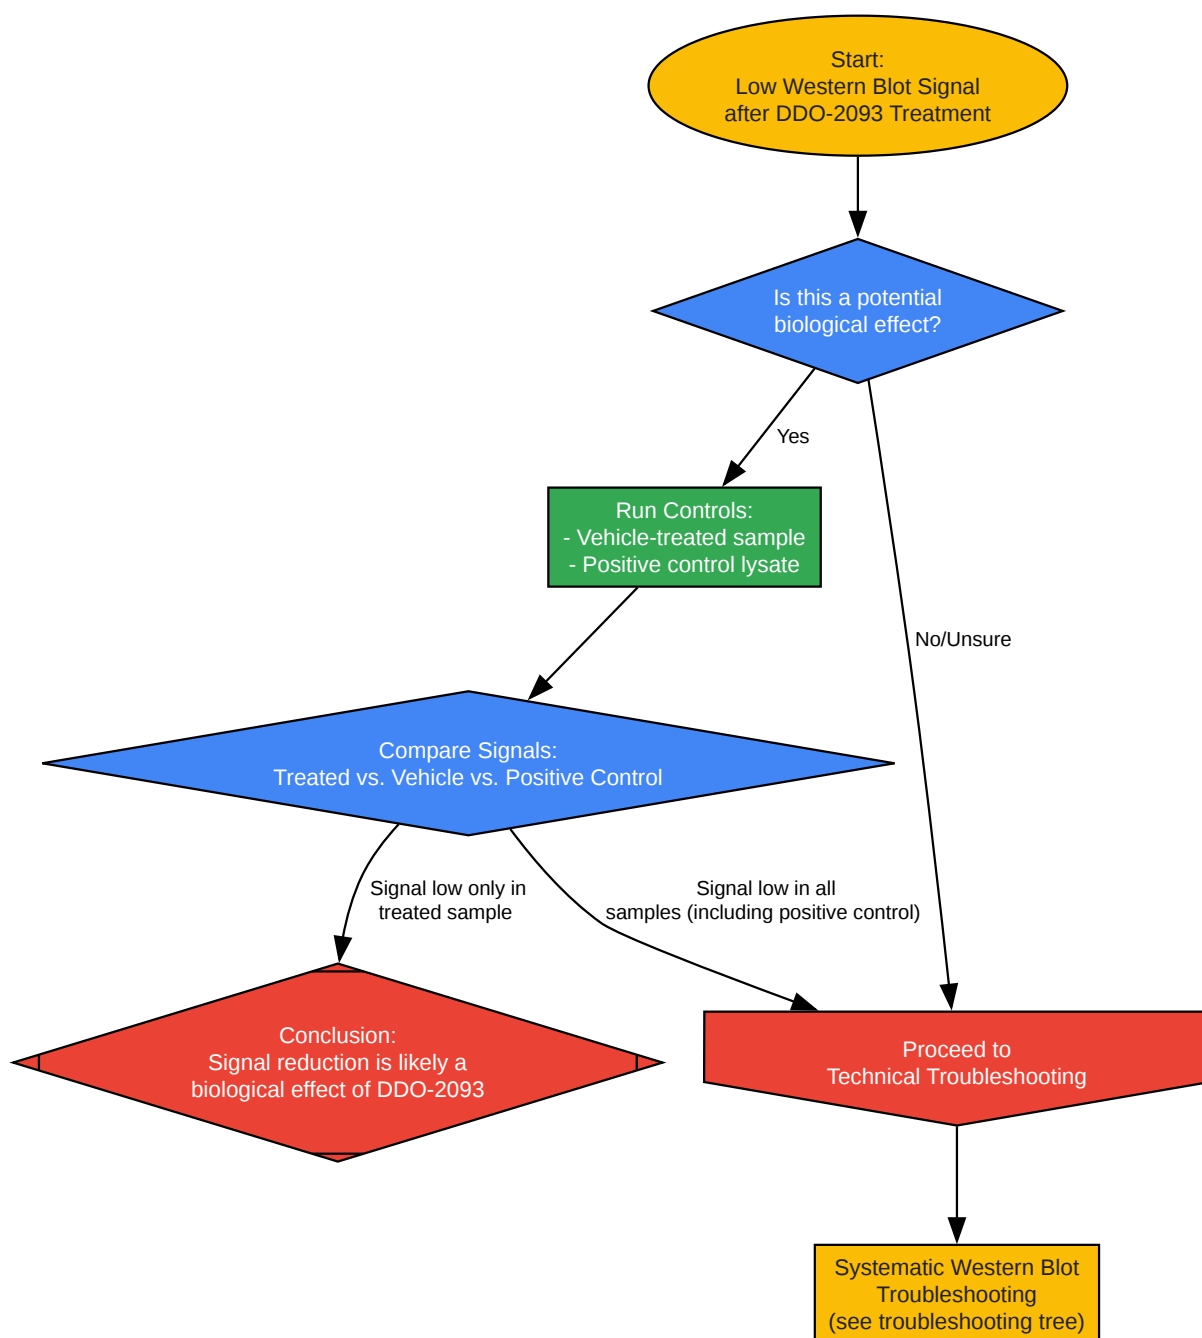 Start:
Low Western Blot Signal
after DDO-2093 Treatment
Is this a potential
biological effect?
Yes
Run Controls:
- Vehicle-treated sample
- Positive control lysate
No/Unsure
Compare Signals:
Treated vs. Vehicle vs. Positive Control
Signal low only in
treated sample
Signal low in all
samples (including positive control)
Conclusion:
Signal reduction is likely a
biological effect of DDO-2093
Proceed to
Technical Troubleshooting
Systematic Western Blot
Troubleshooting
(see troubleshooting tree)